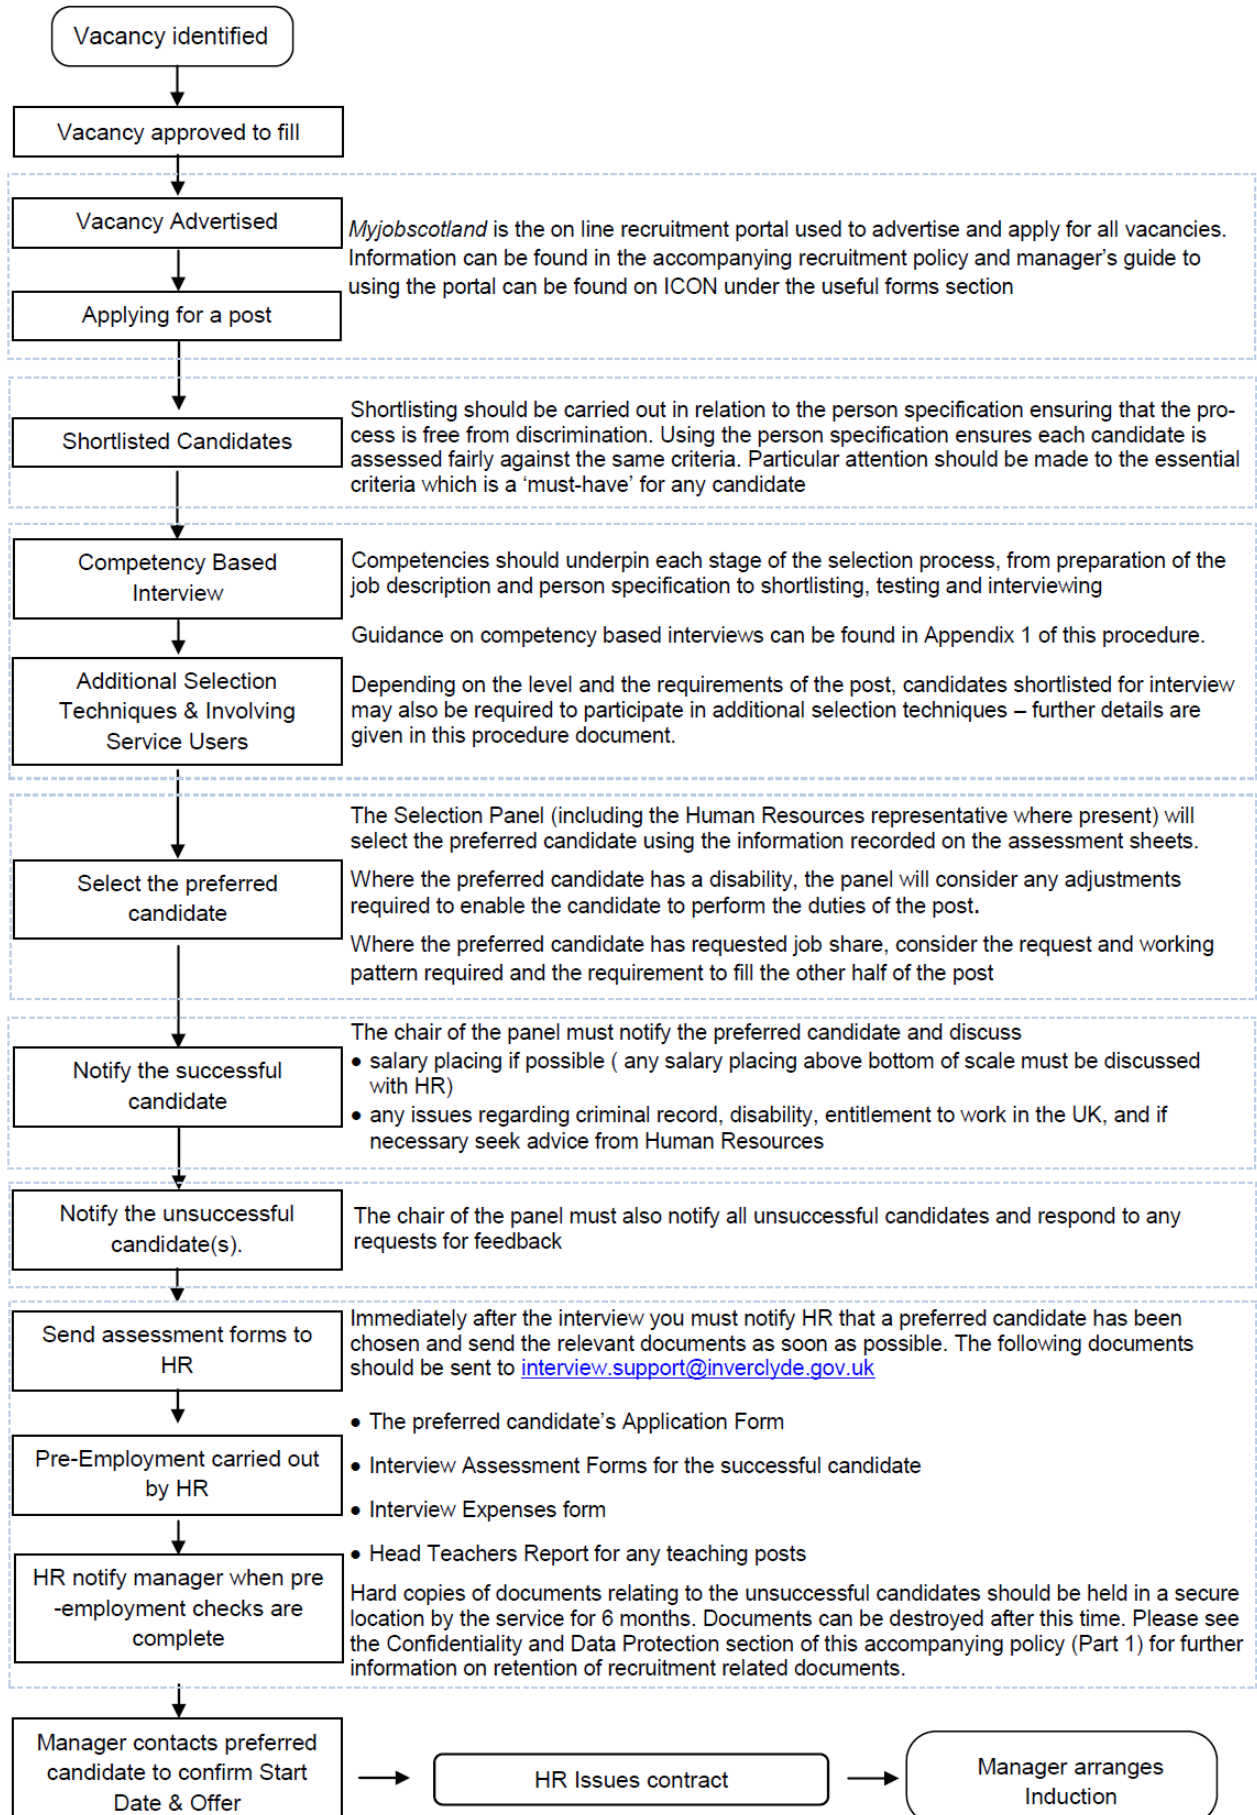 Vacancy identified
Vacancy approved to fill
Vacancy Advertised
Myjobscotland is the on line recruitment portal used to advertise and apply for all vacancies.
Information can be found in the accompanying recruitment policy and manager's guide to
using the portal can be found on ICON under the useful forms section
Applying for a post
Shortlisted Candidates
Shortlisting should be carried out in relation to the person specification ensuring that the pro-
cess is free from discrimination. Using the person specification ensures each candidate is
assessed fairly against the same criteria. Particular attention should be made to the essential
criteria which is a 'must-have' for any candidate
Competency Based
Interview
Competencies should underpin each stage of the selection process, from preparation of the
job description and person specification to shortlisting, testing and interviewing
Guidance on competency based interviews can be found in Appendix 1 of this procedure.
Additional Selection
Techniques & Involving
Service Users
Depending on the level and the requirements of the post, candidates shortlisted for interview
may also be required to participate in additional selection techniques – further details are
given in this procedure document.
Select the preferred
candidate
The Selection Panel (including the Human Resources representative where present) will
select the preferred candidate using the information recorded on the assessment sheets.
Where the preferred candidate has a disability, the panel will consider any adjustments
required to enable the candidate to perform the duties of the post.
Where the preferred candidate has requested job share, consider the request and working
pattern required and the requirement to fill the other half of the post
Notify the successful
candidate
The chair of the panel must notify the preferred candidate and discuss
• salary placing if possible ( any salary placing above bottom of scale must be discussed
with HR)
• any issues regarding criminal record, disability, entitlement to work in the UK, and if
necessary seek advice from Human Resources
Notify the unsuccessful
candidate(s).
The chair of the panel must also notify all unsuccessful candidates and respond to any
requests for feedback
Send assessment forms to
HR
Immediately after the interview you must notify HR that a preferred candidate has been
chosen and send the relevant documents as soon as possible. The following documents
should be sent to interview.support@inverclyde.gov.uk
• The preferred candidate's Application Form
Pre-Employment carried out
by HR
• Interview Assessment Forms for the successful candidate
• Interview Expenses form
• Head Teachers Report for any teaching posts
HR notify manager when pre
-employment checks are
complete
Hard copies of documents relating to the unsuccessful candidates should be held in a secure
location by the service for 6 months. Documents can be destroyed after this time. Please see
the Confidentiality and Data Protection section of this accompanying policy (Part 1) for further
information on retention of recruitment related documents.
Manager contacts preferred
candidate to confirm Start
Date & Offer
HR Issues contract
Manager arranges
Induction